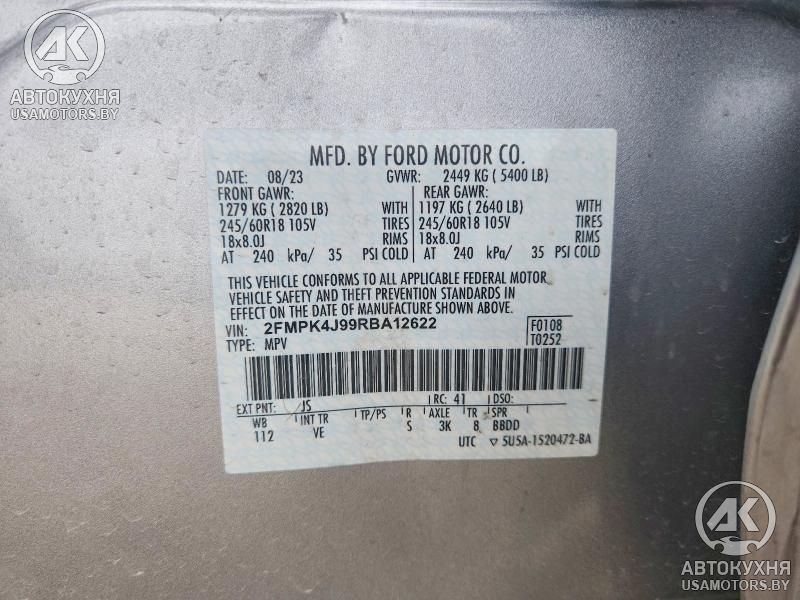 AK
АВТОКУХНЯ
USAMOTORS.BY
MFD. BY FORD MOTOR CO.
DATE: 08/23 GVWR: 2449 KG ( 5400 LB)
FRONT GAWR: REAR GAWR:
1279 KG ( 2820 LB) WITH 1197 KG ( 2640 LB) WITH
245/60R18 105V TIRES 245/60R18 105V TIRES
18x8.0J RIMS 18x8.0J RIMS
AT 240 kPa/ 35 PSI COLD AT 240 kPa/ 35 PSI COLD
THIS VEHICLE CONFORMS TO ALL APPLICABLE FEDERAL MOTOR
VEHICLE SAFETY AND THEFT PREVENTION STANDARDS IN
EFFECT ON THE DATE OF MANUFACTURE SHOWN ABOVE.
VIN: 2FMPK4J99RBA12622 F0108
TYPE: MPV T0252
EXT PNT: JS RC: 41 DSO:
WB INT TR TP/PS R AXLE TR SPR
112 VE S 3K 8 BBDD
UTC ▽ 5U5A-1520472-BA
AK
АВТОКУХНЯ
USAMOTORS.BY